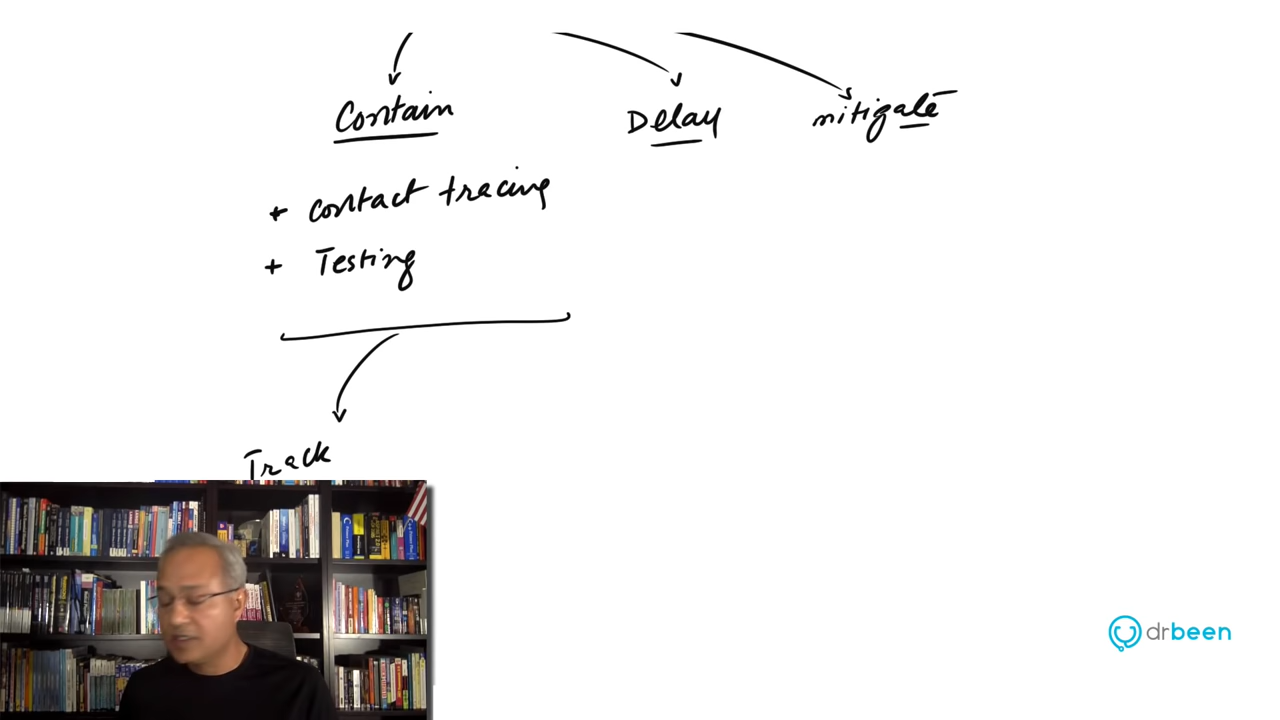 Contain Delay mitigate
+ contact tracing
+ Testing
Track
drbeen